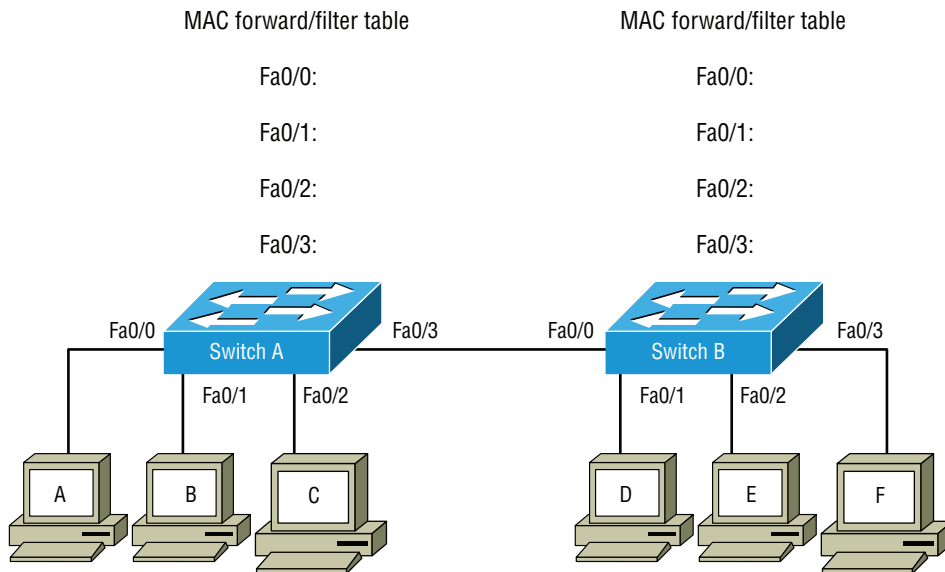 MAC forward/filter table MAC forward/filter table
Fa0/0: Fa0/0:
Fa0/1: Fa0/1:
Fa0/2: Fa0/2:
Fa0/3: Fa0/3:
Fa0/0 Switch A Fa0/3 Fa0/0 Switch B Fa0/3
Fa0/1 Fa0/2 Fa0/1 Fa0/2
A B C D E F